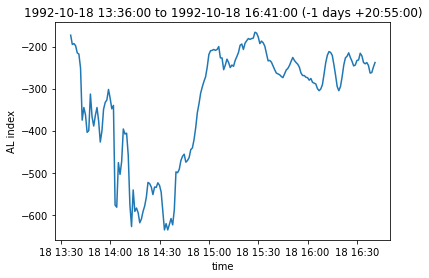 1992-10-18 13:36:00 to 1992-10-18 16:41:00 (-1 days +20:55:00)
−200
−300
−400
−500
−600
AL index
18 13:30 18 14:00 18 14:30 18 15:00 18 15:30 18 16:00 18 16:30
time